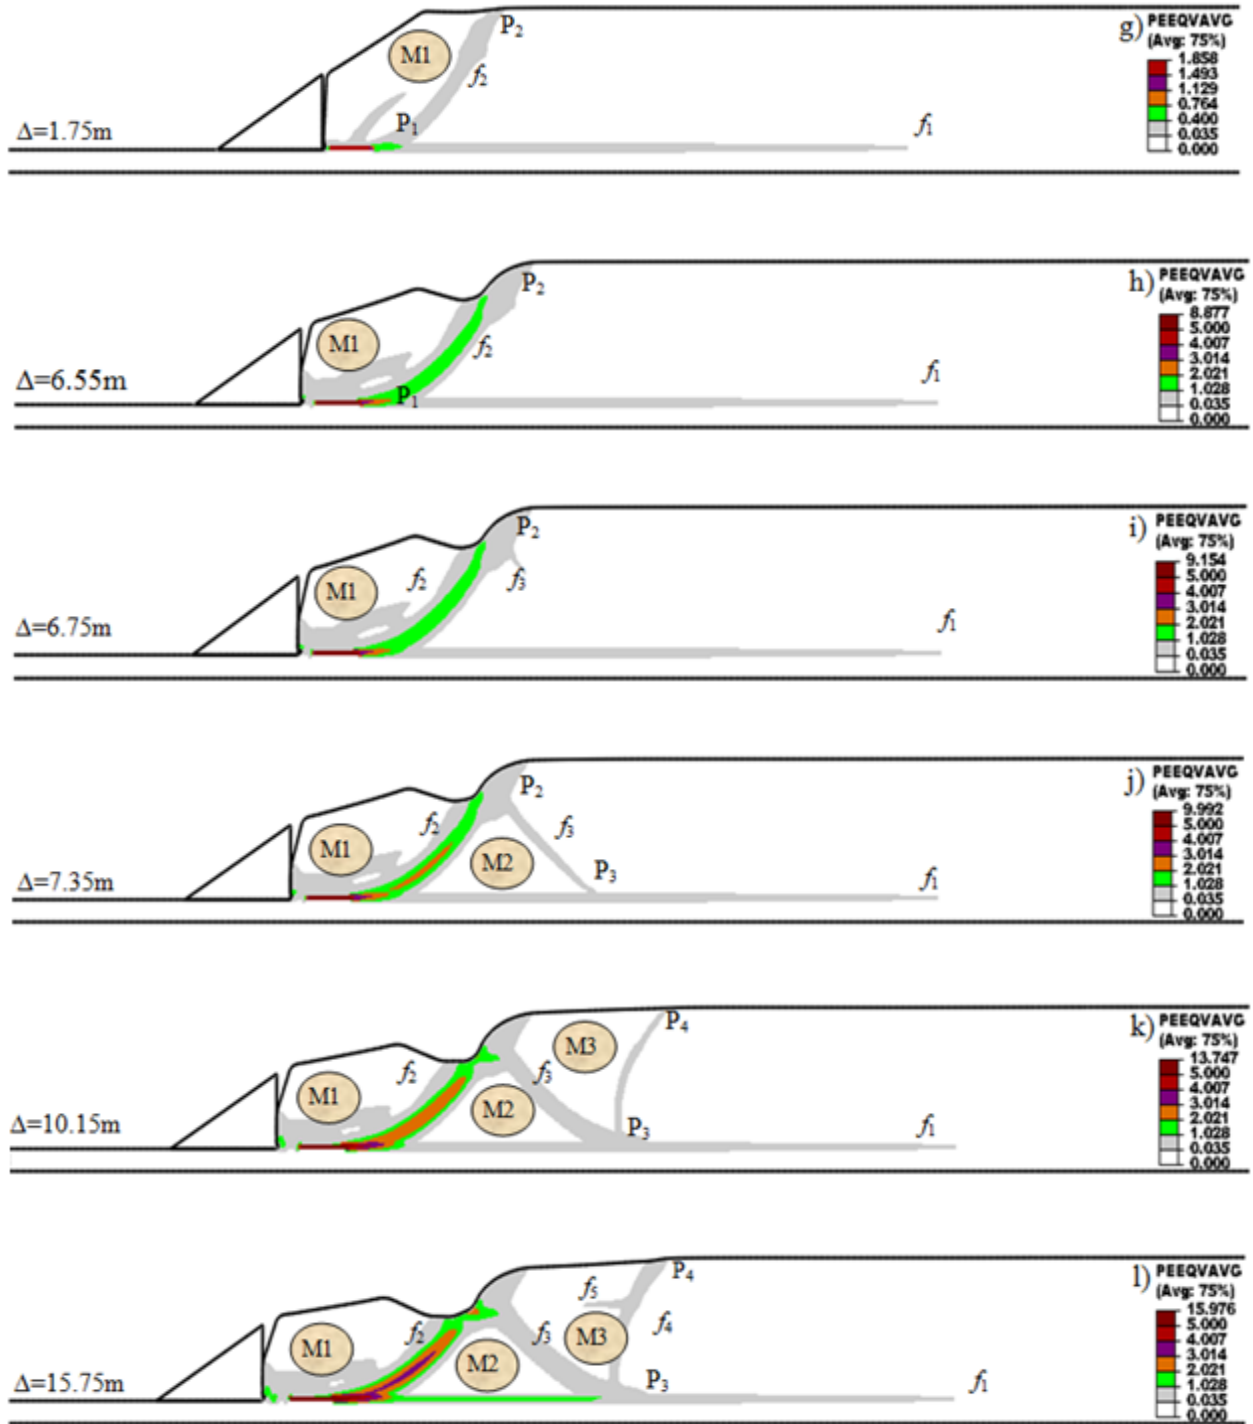 P2
g)
PEEQVAVG
(Avg: 75%)
1.858
1.493
1.129
0.764
0.400
0.035
0.000
M1
f2
Δ=1.75m
P1
f1
h)
PEEQVAVG
(Avg: 75%)
8.877
5.000
4.007
3.014
2.021
1.028
0.035
0.000
P2
M1
f2
Δ=6.55m
P1
f1
i)
PEEQVAVG
(Avg: 75%)
9.154
5.000
4.007
3.014
2.021
1.028
0.035
0.000
P2
M1
f2
f3
Δ=6.75m
f1
j)
PEEQVAVG
(Avg: 75%)
9.992
5.000
4.007
3.014
2.021
1.028
0.035
0.000
P2
f2
f3
M1
M2
P3
Δ=7.35m
f1
k)
PEEQVAVG
(Avg: 75%)
13.747
5.000
4.007
3.014
2.021
1.028
0.035
0.000
P4
M3
f2
f3
M1
M2
Δ=10.15m
P3
f1
l)
PEEQVAVG
(Avg: 75%)
15.976
5.000
4.007
3.014
2.021
1.028
0.035
0.000
P4
f5
f2
f3
f4
M1
M2
M3
Δ=15.75m
P3
f1